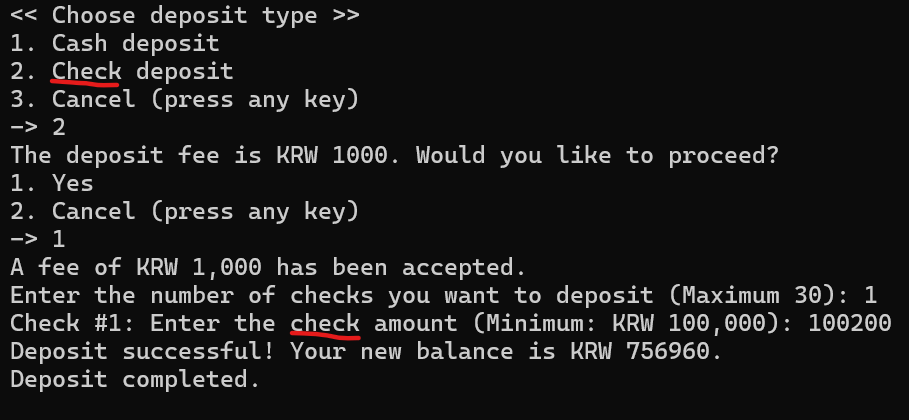 << Choose deposit type >>
1. Cash deposit
2. Check deposit
3. Cancel (press any key)
-> 2
The deposit fee is KRW 1000. Would you like to proceed?
1. Yes
2. Cancel (press any key)
-> 1
A fee of KRW 1,000 has been accepted.
Enter the number of checks you want to deposit (Maximum 30): 1
Check #1: Enter the check amount (Minimum: KRW 100,000): 100200
Deposit successful! Your new balance is KRW 756960.
Deposit completed.